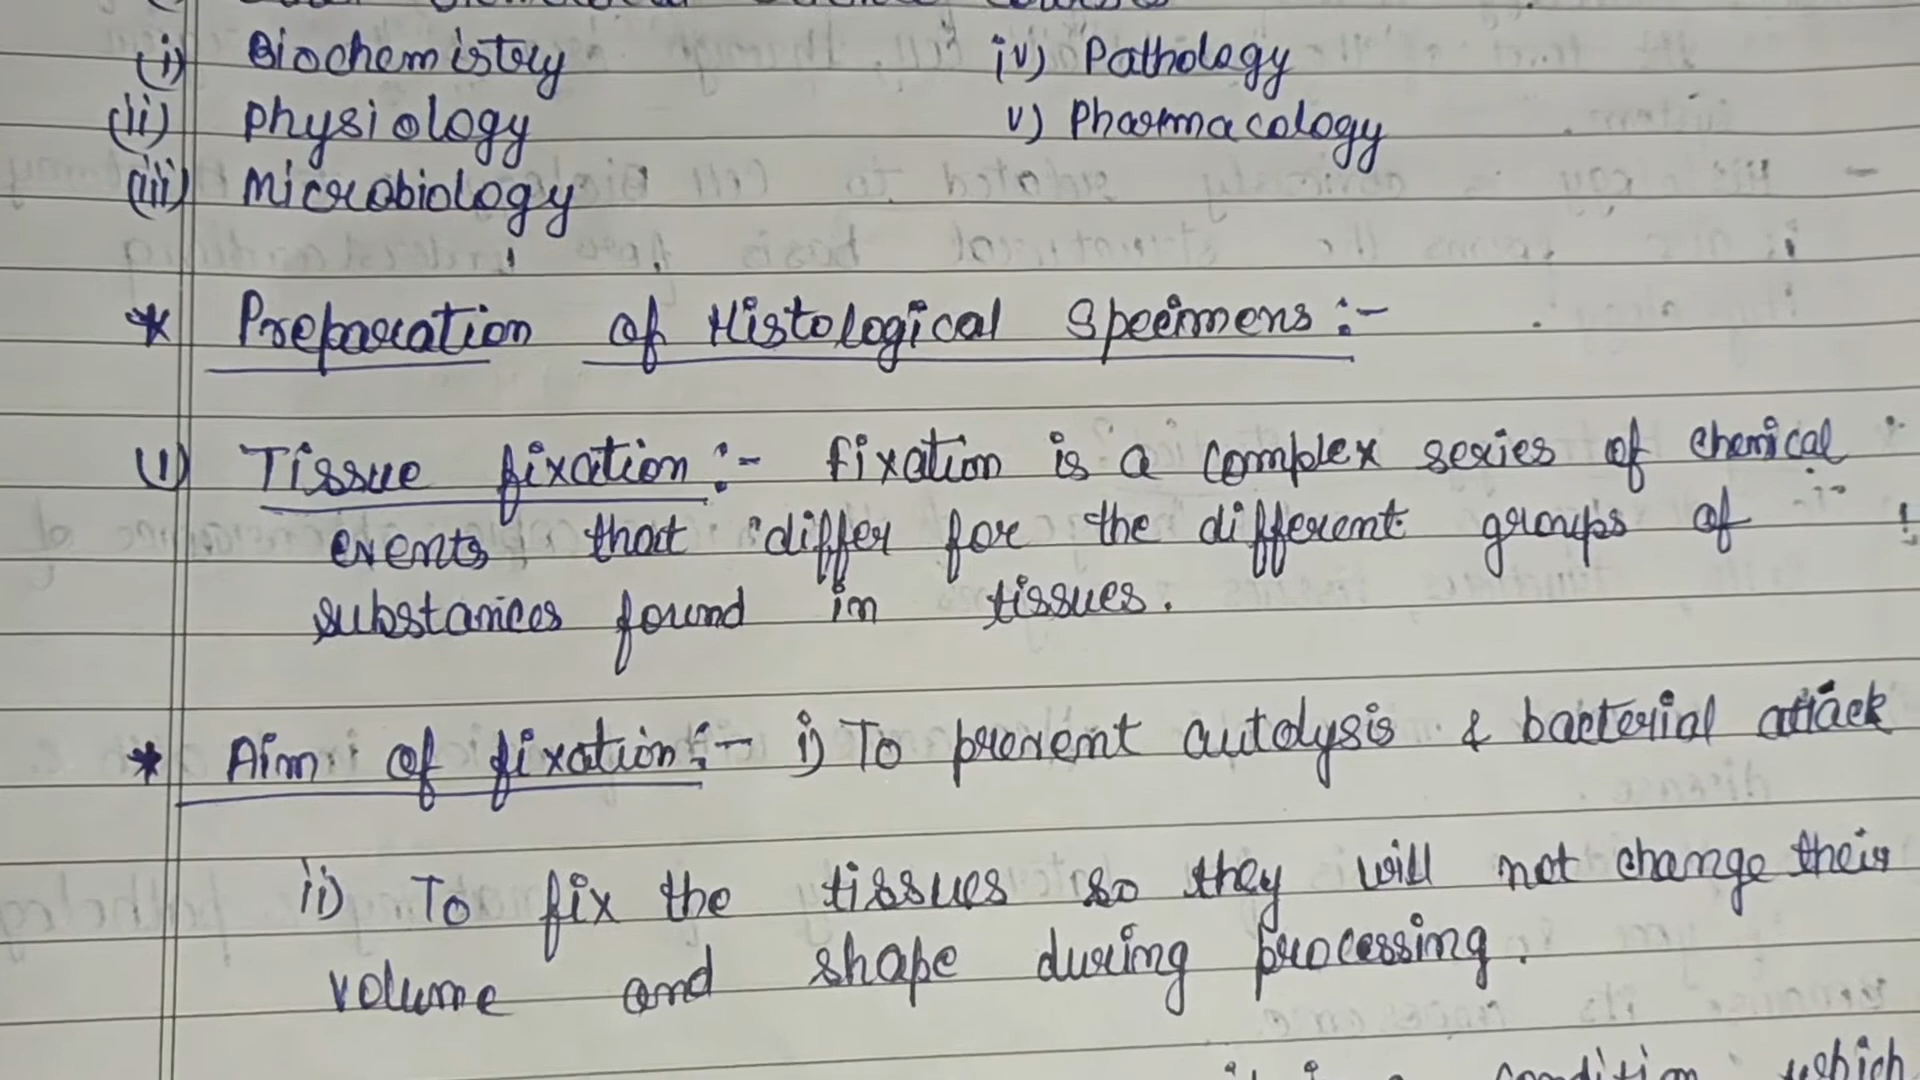 (i) Biochemistry iv) Pathology
(ii) Physiology v) Pharmacology
(iii) Microbiology
* Preparation of Histological Specimens :-
(1) Tissue fixation :- Fixation is a complex series of chemical
events that differ for the different groups of
substances found in tissues.
* Aim of fixation :- i) To prevent autolysis & bacterial attack
ii) To fix the tissues so they will not change their
volume and shape during processing.
condition which